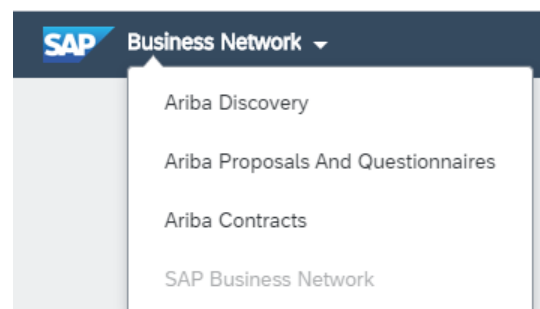 SAP Business Network
Ariba Discovery
Ariba Proposals And Questionnaires
Ariba Contracts
SAP Business Network